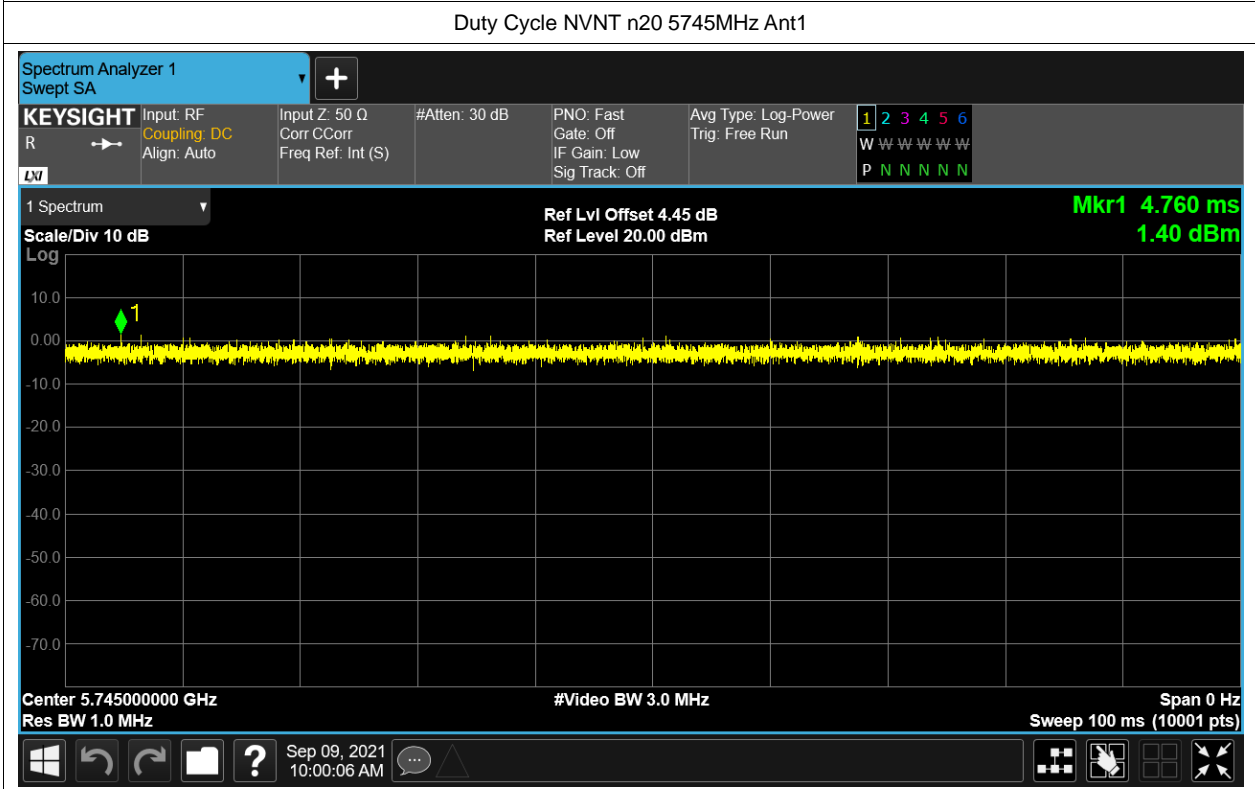 Duty Cycle NVNT n20 5745MHz Ant1
Spectrum Analyzer 1
Swept SA
KEYSIGHT
R
LXI
Input: RF
Coupling: DC
Align: Auto
Input Z: 50 Ω
Corr CCorr
Freq Ref: Int (S)
#Atten: 30 dB
PNO: Fast
Gate: Off
IF Gain: Low
Sig Track: Off
Avg Type: Log-Power
Trig: Free Run
1 2 3 4 5 6
W W W W W W
P N N N N N
1 Spectrum
Scale/Div 10 dB
Log
Ref Lvl Offset 4.45 dB
Ref Level 20.00 dBm
Mkr1 4.760 ms
1.40 dBm
10.0
1
0.00
-10.0
-20.0
-30.0
-40.0
-50.0
-60.0
-70.0
Center 5.745000000 GHz
#Video BW 3.0 MHz
Span 0 Hz
Res BW 1.0 MHz
Sweep 100 ms (10001 pts)
?
Sep 09, 2021
10:00:06 AM